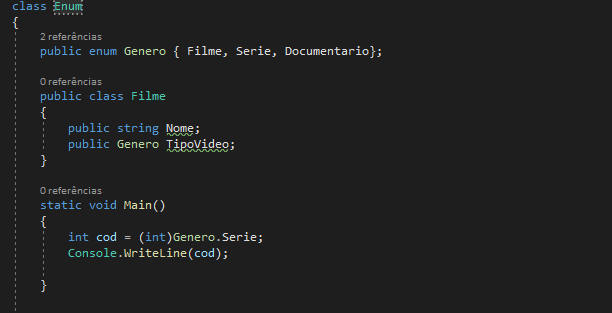 class Enum
{
2 referências
public enum Genero { Filme, Serie, Documentario};
0 referências
public class Filme
{
public string Nome;
public Genero TipoVideo;
}
0 referências
static void Main()
{
int cod = (int)Genero.Serie;
Console.WriteLine(cod);
}